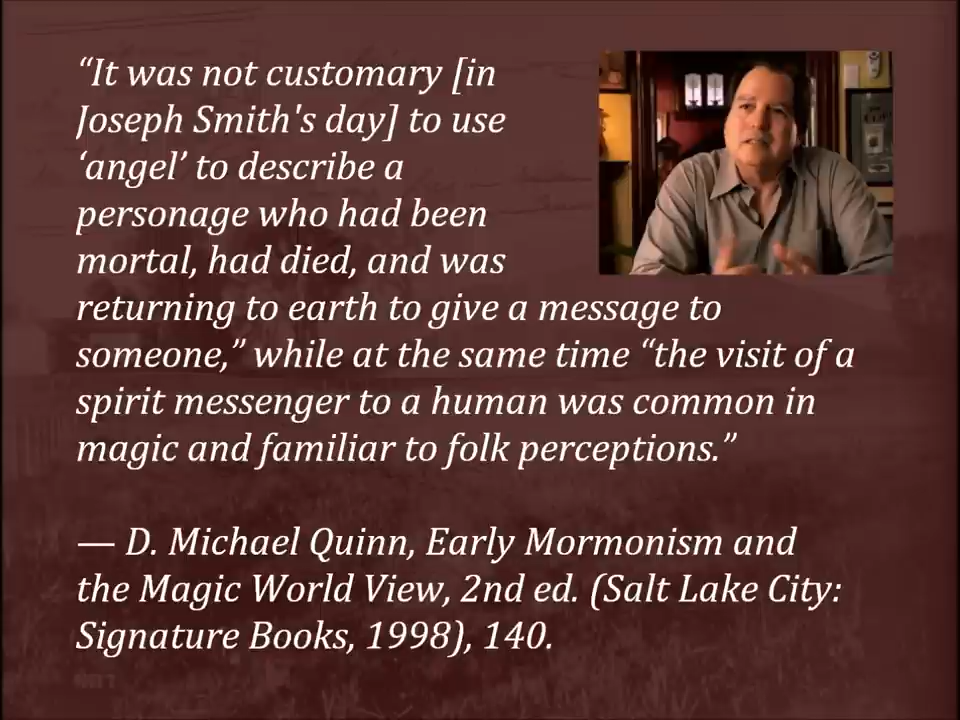 “It was not customary [in
Joseph Smith's day] to use
‘angel’ to describe a
personage who had been
mortal, had died, and was
returning to earth to give a message to
someone,” while at the same time “the visit of a
spirit messenger to a human was common in
magic and familiar to folk perceptions.”
— D. Michael Quinn, Early Mormonism and
the Magic World View, 2nd ed. (Salt Lake City:
Signature Books, 1998), 140.